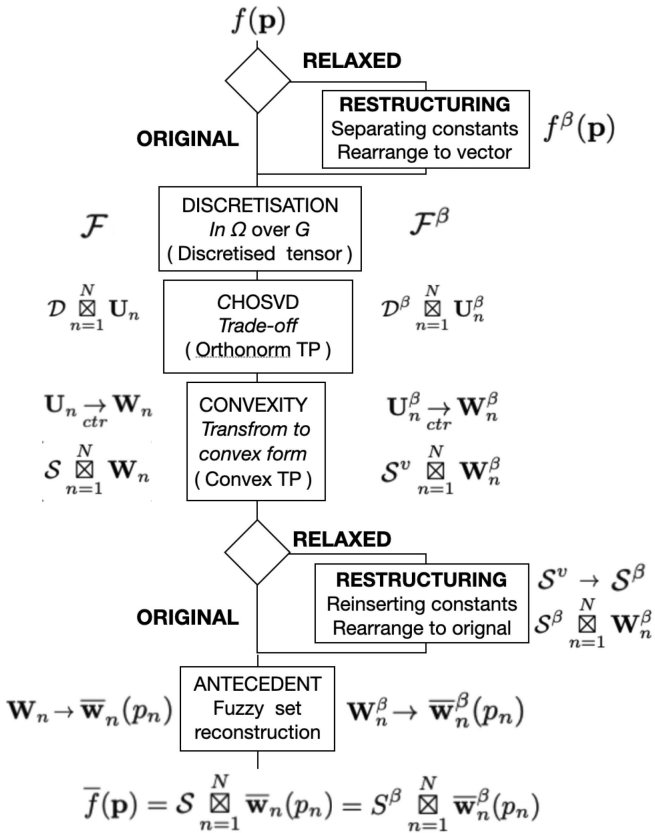 f(p)
RELAXED
RESTRUCTURING
Separating constants
Rearrange to vector
f^β(p)
ORIGINAL
DISCRETISATION
In Ω over G
( Discretised tensor )
𝓕
𝓕^β
CHOSVD
Trade-off
( Orthonorm TP )
𝒟 ⊠_{n=1}^{N} U_n
𝒟^β ⊠_{n=1}^{N} U_n^β
CONVEXITY
Transfrom to
convex form
( Convex TP )
U_n →_{ctr} W_n
𝒮 ⊠_{n=1}^{N} W_n
U_n^β →_{ctr} W_n^β
𝒮^v ⊠_{n=1}^{N} W_n^β
RELAXED
RESTRUCTURING
Reinserting constants
Rearrange to orignal
𝒮^v → 𝒮^β
𝒮^β ⊠_{n=1}^{N} W_n^β
ORIGINAL
ANTECEDENT
Fuzzy set
reconstruction
W_n → w̅_n(p_n)
W_n^β → w̅_n^β(p_n)
f̅(p) = 𝒮 ⊠_{n=1}^{N} w̅_n(p_n) = S^β ⊠_{n=1}^{N} w̅_n^β(p_n)